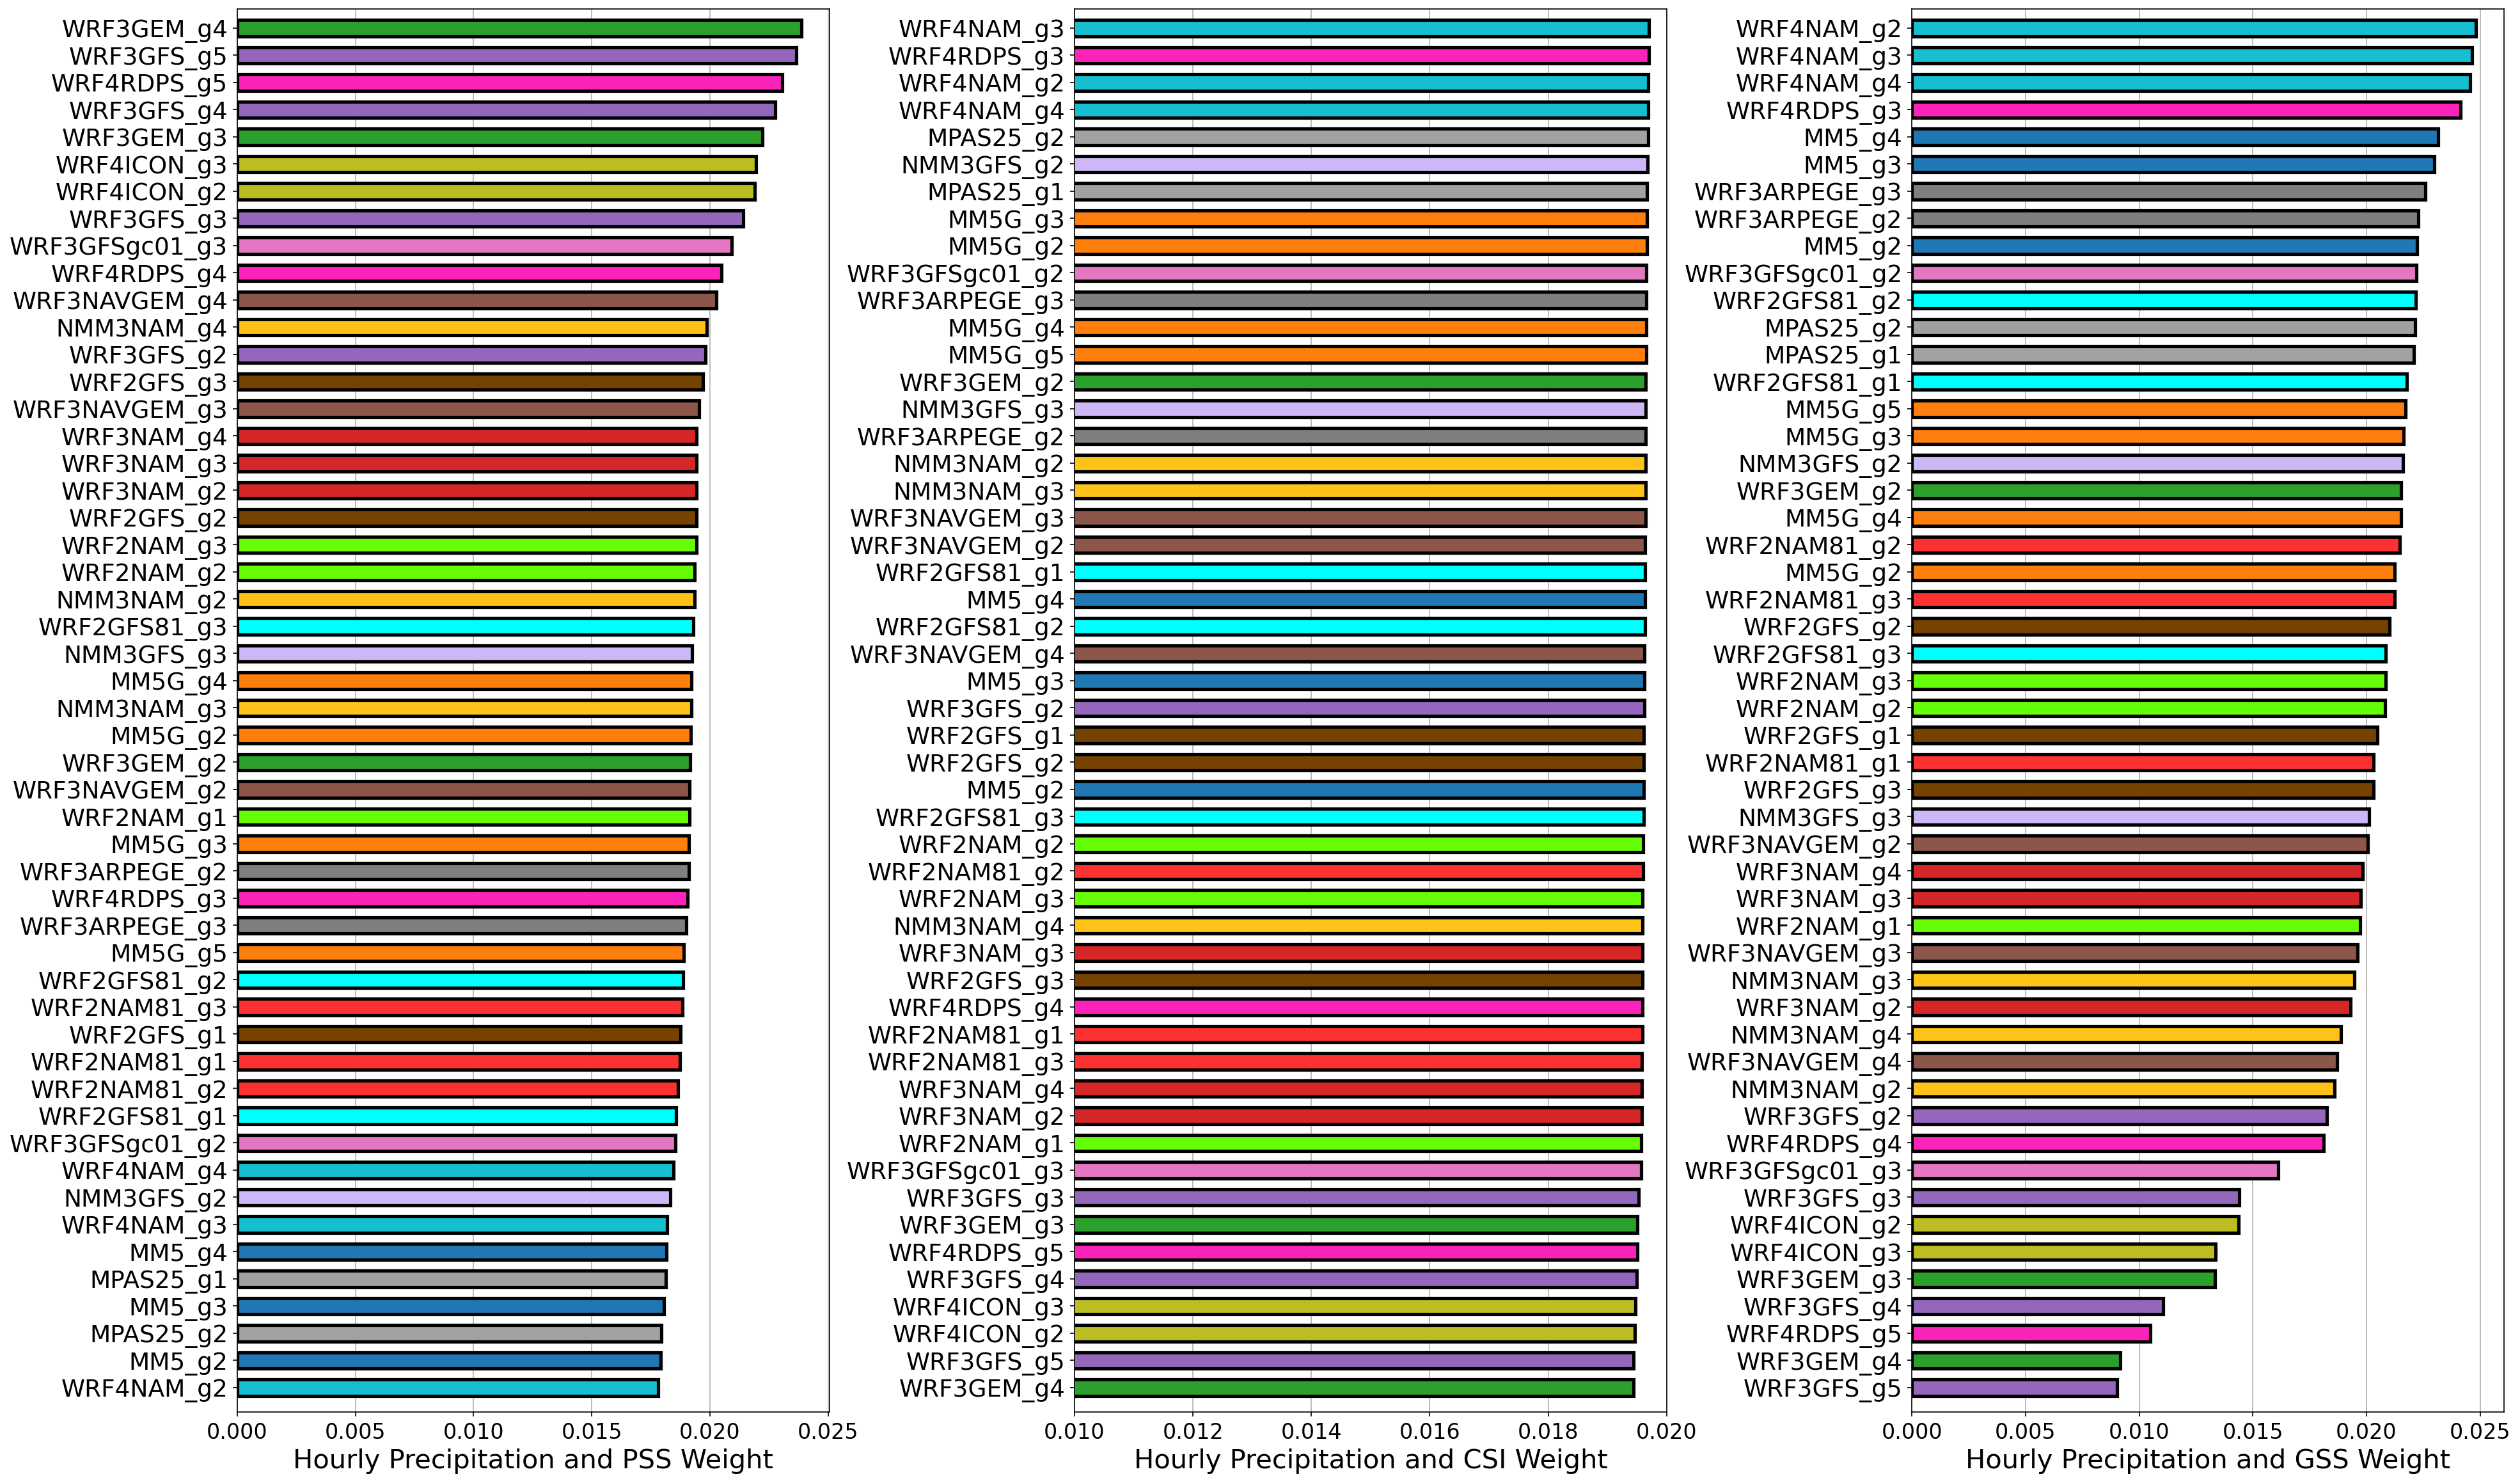 WRF3GEM_g4
WRF3GFS_g5
WRF4RDPS_g5
WRF3GFS_g4
WRF3GEM_g3
WRF4ICON_g3
WRF4ICON_g2
WRF3GFS_g3
WRF3GFSgc01_g3
WRF4RDPS_g4
WRF3NAVGEM_g4
NMM3NAM_g4
WRF3GFS_g2
WRF2GFS_g3
WRF3NAVGEM_g3
WRF3NAM_g4
WRF3NAM_g3
WRF3NAM_g2
WRF2GFS_g2
WRF2NAM_g3
WRF2NAM_g2
NMM3NAM_g2
WRF2GFS81_g3
NMM3GFS_g3
MM5G_g4
NMM3NAM_g3
MM5G_g2
WRF3GEM_g2
WRF3NAVGEM_g2
WRF2NAM_g1
MM5G_g3
WRF3ARPEGE_g2
WRF4RDPS_g3
WRF3ARPEGE_g3
MM5G_g5
WRF2GFS81_g2
WRF2NAM81_g3
WRF2GFS_g1
WRF2NAM81_g1
WRF2NAM81_g2
WRF2GFS81_g1
WRF3GFSgc01_g2
WRF4NAM_g4
NMM3GFS_g2
WRF4NAM_g3
MM5_g4
MPAS25_g1
MM5_g3
MPAS25_g2
MM5_g2
WRF4NAM_g2
0.000 0.005 0.010 0.015 0.020 0.025
Hourly Precipitation and PSS Weight
WRF4NAM_g3
WRF4RDPS_g3
WRF4NAM_g2
WRF4NAM_g4
MPAS25_g2
NMM3GFS_g2
MPAS25_g1
MM5G_g3
MM5G_g2
WRF3GFSgc01_g2
WRF3ARPEGE_g3
MM5G_g4
MM5G_g5
WRF3GEM_g2
NMM3GFS_g3
WRF3ARPEGE_g2
NMM3NAM_g2
NMM3NAM_g3
WRF3NAVGEM_g3
WRF3NAVGEM_g2
WRF2GFS81_g1
MM5_g4
WRF2GFS81_g2
WRF3NAVGEM_g4
MM5_g3
WRF3GFS_g2
WRF2GFS_g1
WRF2GFS_g2
MM5_g2
WRF2GFS81_g3
WRF2NAM_g2
WRF2NAM81_g2
WRF2NAM_g3
NMM3NAM_g4
WRF3NAM_g3
WRF2GFS_g3
WRF4RDPS_g4
WRF2NAM81_g1
WRF2NAM81_g3
WRF3NAM_g4
WRF3NAM_g2
WRF2NAM_g1
WRF3GFSgc01_g3
WRF3GFS_g3
WRF3GEM_g3
WRF4RDPS_g5
WRF3GFS_g4
WRF4ICON_g3
WRF4ICON_g2
WRF3GFS_g5
WRF3GEM_g4
0.010 0.012 0.014 0.016 0.018 0.020
Hourly Precipitation and CSI Weight
WRF4NAM_g2
WRF4NAM_g3
WRF4NAM_g4
WRF4RDPS_g3
MM5_g4
MM5_g3
WRF3ARPEGE_g3
WRF3ARPEGE_g2
MM5_g2
WRF3GFSgc01_g2
WRF2GFS81_g2
MPAS25_g2
MPAS25_g1
WRF2GFS81_g1
MM5G_g5
MM5G_g3
NMM3GFS_g2
WRF3GEM_g2
MM5G_g4
WRF2NAM81_g2
MM5G_g2
WRF2NAM81_g3
WRF2GFS_g2
WRF2GFS81_g3
WRF2NAM_g3
WRF2NAM_g2
WRF2GFS_g1
WRF2NAM81_g1
WRF2GFS_g3
NMM3GFS_g3
WRF3NAVGEM_g2
WRF3NAM_g4
WRF3NAM_g3
WRF2NAM_g1
WRF3NAVGEM_g3
NMM3NAM_g3
WRF3NAM_g2
NMM3NAM_g4
WRF3NAVGEM_g4
NMM3NAM_g2
WRF3GFS_g2
WRF4RDPS_g4
WRF3GFSgc01_g3
WRF3GFS_g3
WRF4ICON_g2
WRF4ICON_g3
WRF3GEM_g3
WRF3GFS_g4
WRF4RDPS_g5
WRF3GEM_g4
WRF3GFS_g5
0.000 0.005 0.010 0.015 0.020 0.025
Hourly Precipitation and GSS Weight